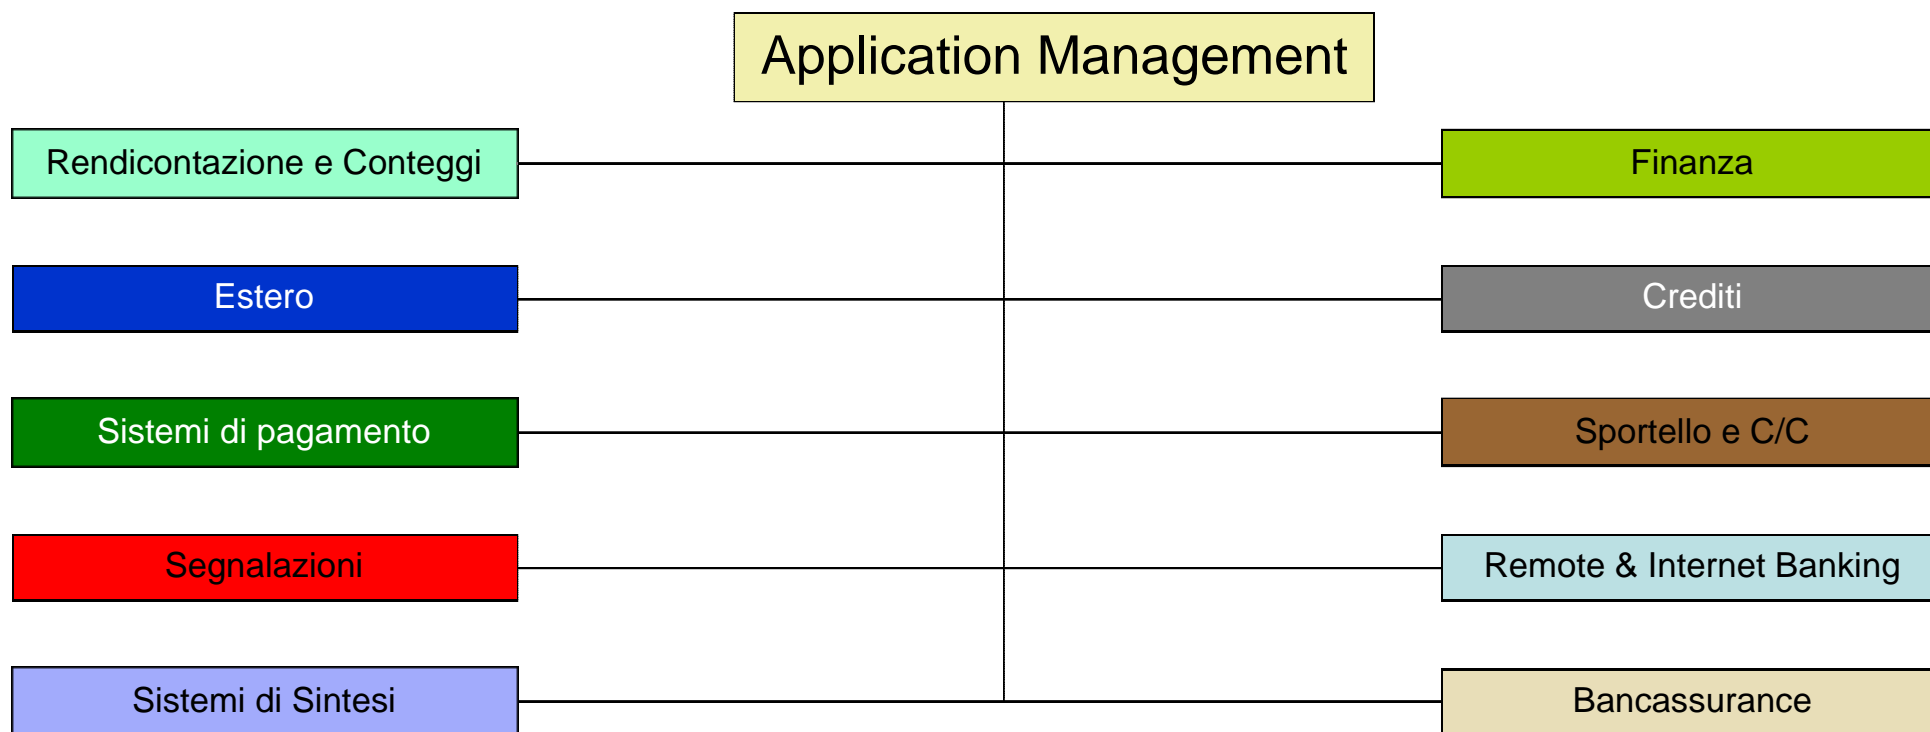 Application Management
Rendicontazione e Conteggi
Finanza
Estero
Crediti
Sistemi di pagamento
Sportello e C/C
Segnalazioni
Remote & Internet Banking
Sistemi di Sintesi
Bancassurance